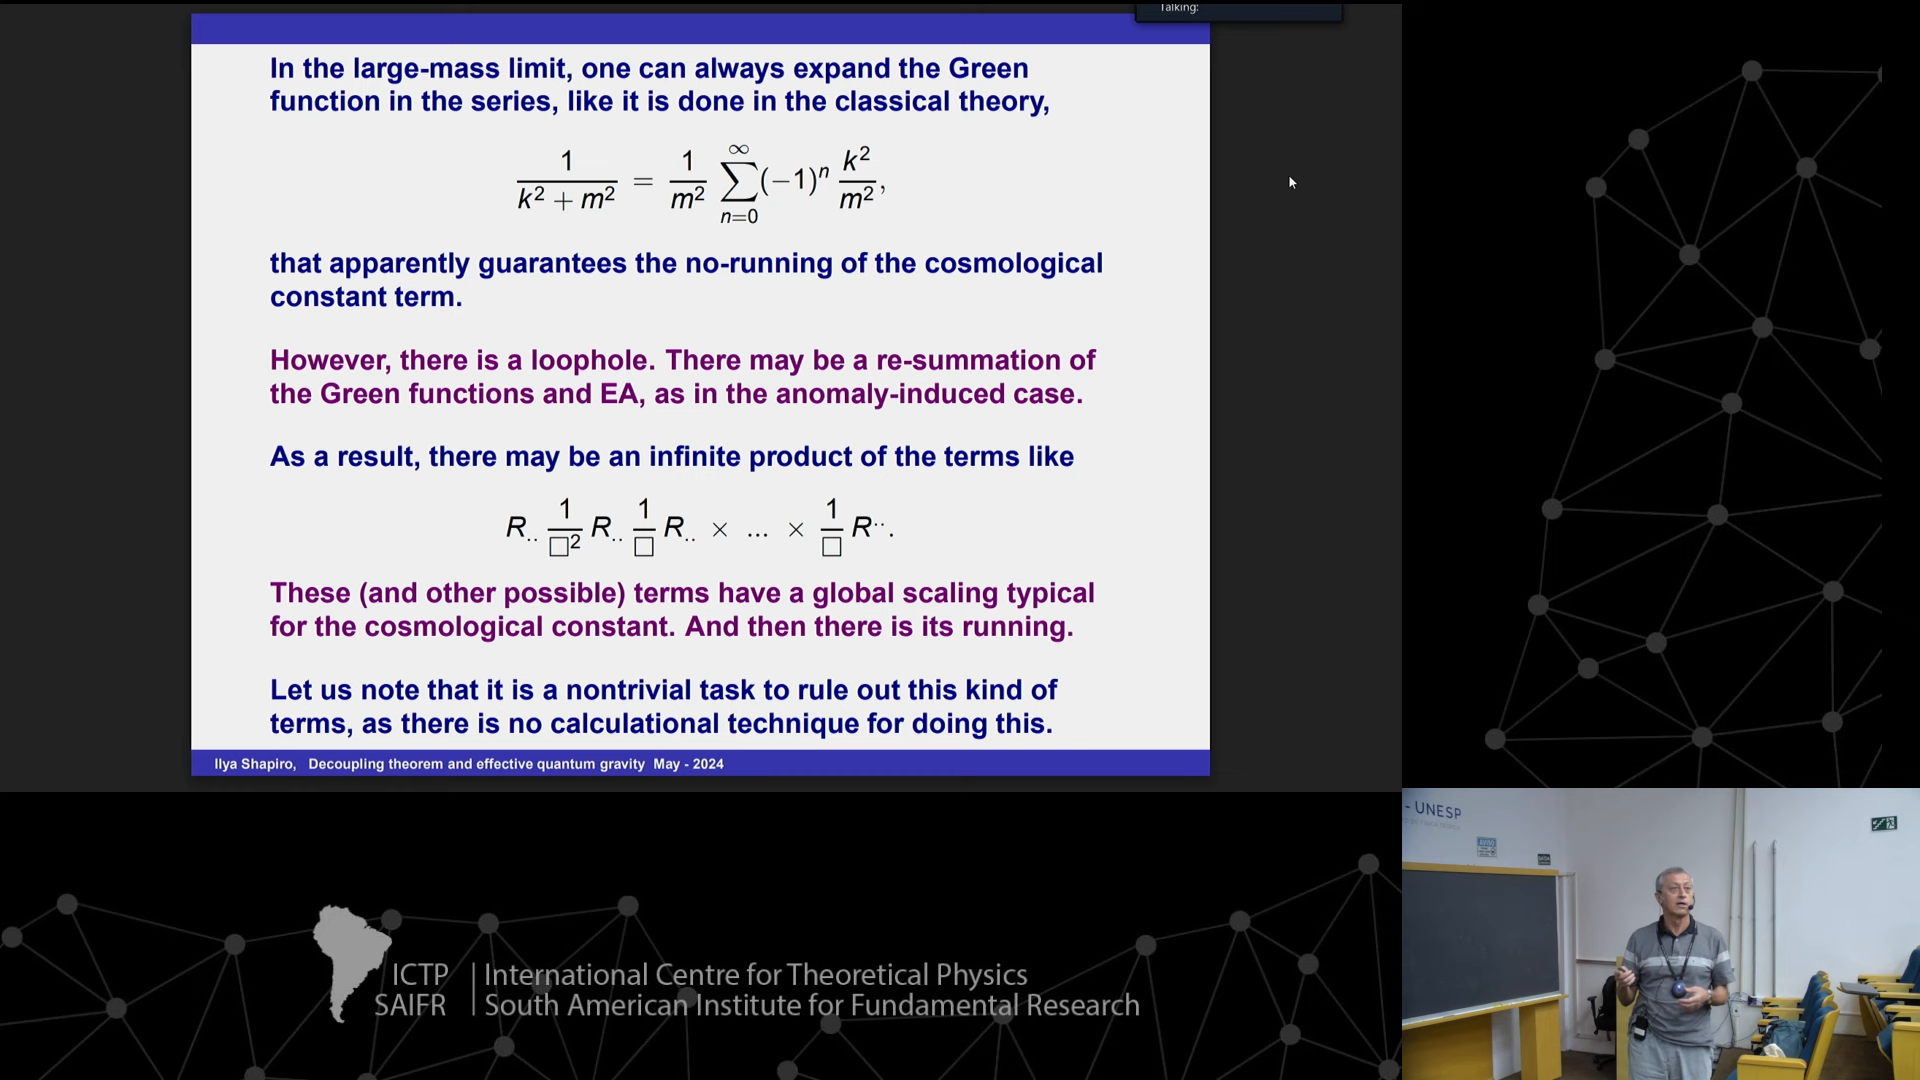 Talking:
In the large-mass limit, one can always expand the Green
function in the series, like it is done in the classical theory,
1/(k² + m²) = 1/m² ∑_{n=0}^{∞} (−1)ⁿ k²/m²,
that apparently guarantees the no-running of the cosmological
constant term.
However, there is a loophole. There may be a re-summation of
the Green functions and EA, as in the anomaly-induced case.
As a result, there may be an infinite product of the terms like
R.. 1/□² R.. 1/□ R.. × ... × 1/□ R˙˙.
These (and other possible) terms have a global scaling typical
for the cosmological constant. And then there is its running.
Let us note that it is a nontrivial task to rule out this kind of
terms, as there is no calculational technique for doing this.
Ilya Shapiro, Decoupling theorem and effective quantum gravity May - 2024
- UNESP
ICTP | International Centre for Theoretical Physics
SAIFR | South American Institute for Fundamental Research